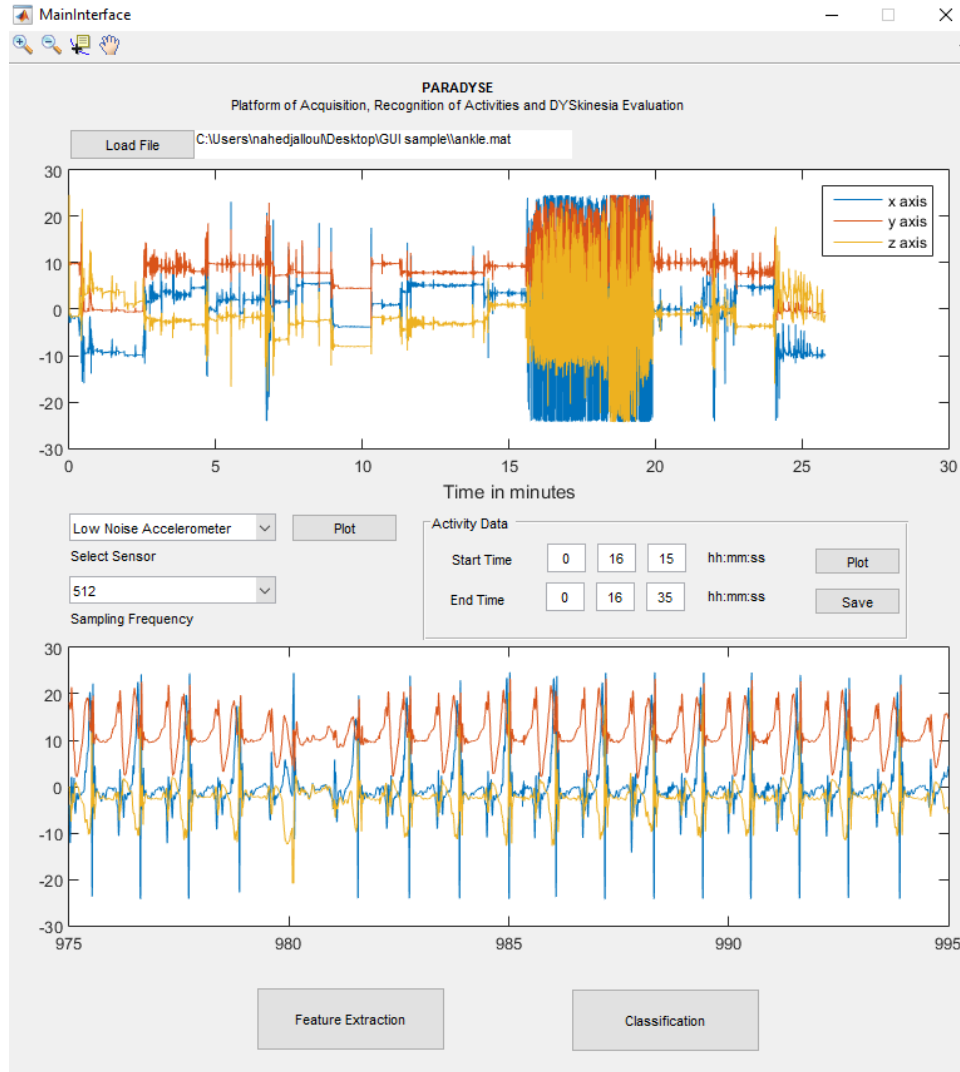 MainInterface
PARADYSE
Platform of Acquisition, Recognition of Activities and DYSkinesia Evaluation
Load File
C:\Users\nahedjalloul\Desktop\GUI sample\\ankle.mat
30
20
10
0
-10
-20
-30
x axis
y axis
z axis
0 5 10 15 20 25 30
Time in minutes
Low Noise Accelerometer
Plot
Select Sensor
512
Sampling Frequency
Activity Data
Start Time 0 16 15 hh:mm:ss Plot
End Time 0 16 35 hh:mm:ss Save
30
20
10
0
-10
-20
-30
975 980 985 990 995
Feature Extraction
Classification